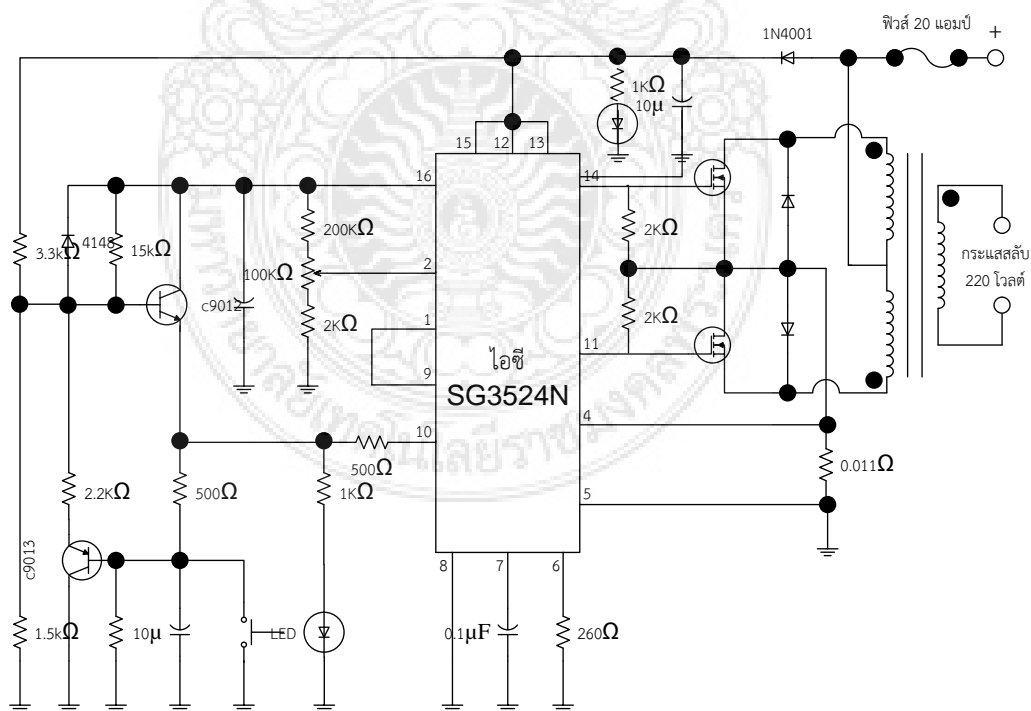 ฟิวส์ 20 แอมป์
1N4001
+
1KΩ
10µ
15
12
13
16
14
3.3kΩ
4148
15kΩ
200KΩ
2KΩ
c9012
100KΩ
2
กระแสสลับ
220 โวลต์
2KΩ
1
2KΩ
11
ไอซี
SG3524N
9
4
10
500Ω
0.011Ω
2.2KΩ
500Ω
1KΩ
5
c9013
8
7
6
1.5kΩ
10µ
LED
0.1µF
260Ω